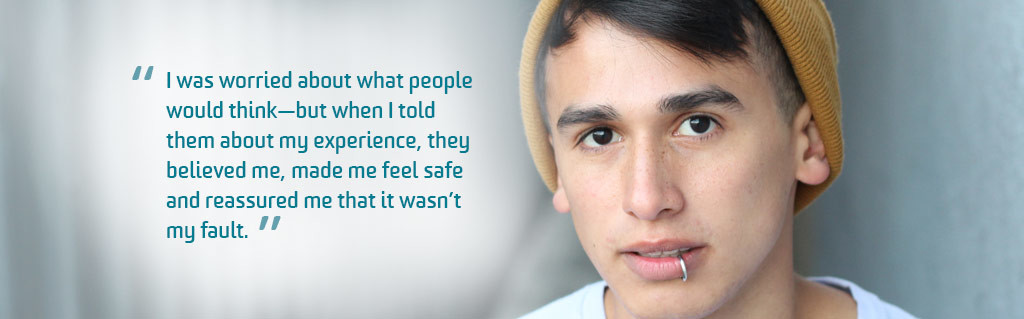 “ I was worried about what people
would think—but when I told
them about my experience, they
believed me, made me feel safe
and reassured me that it wasn’t
my fault. ”